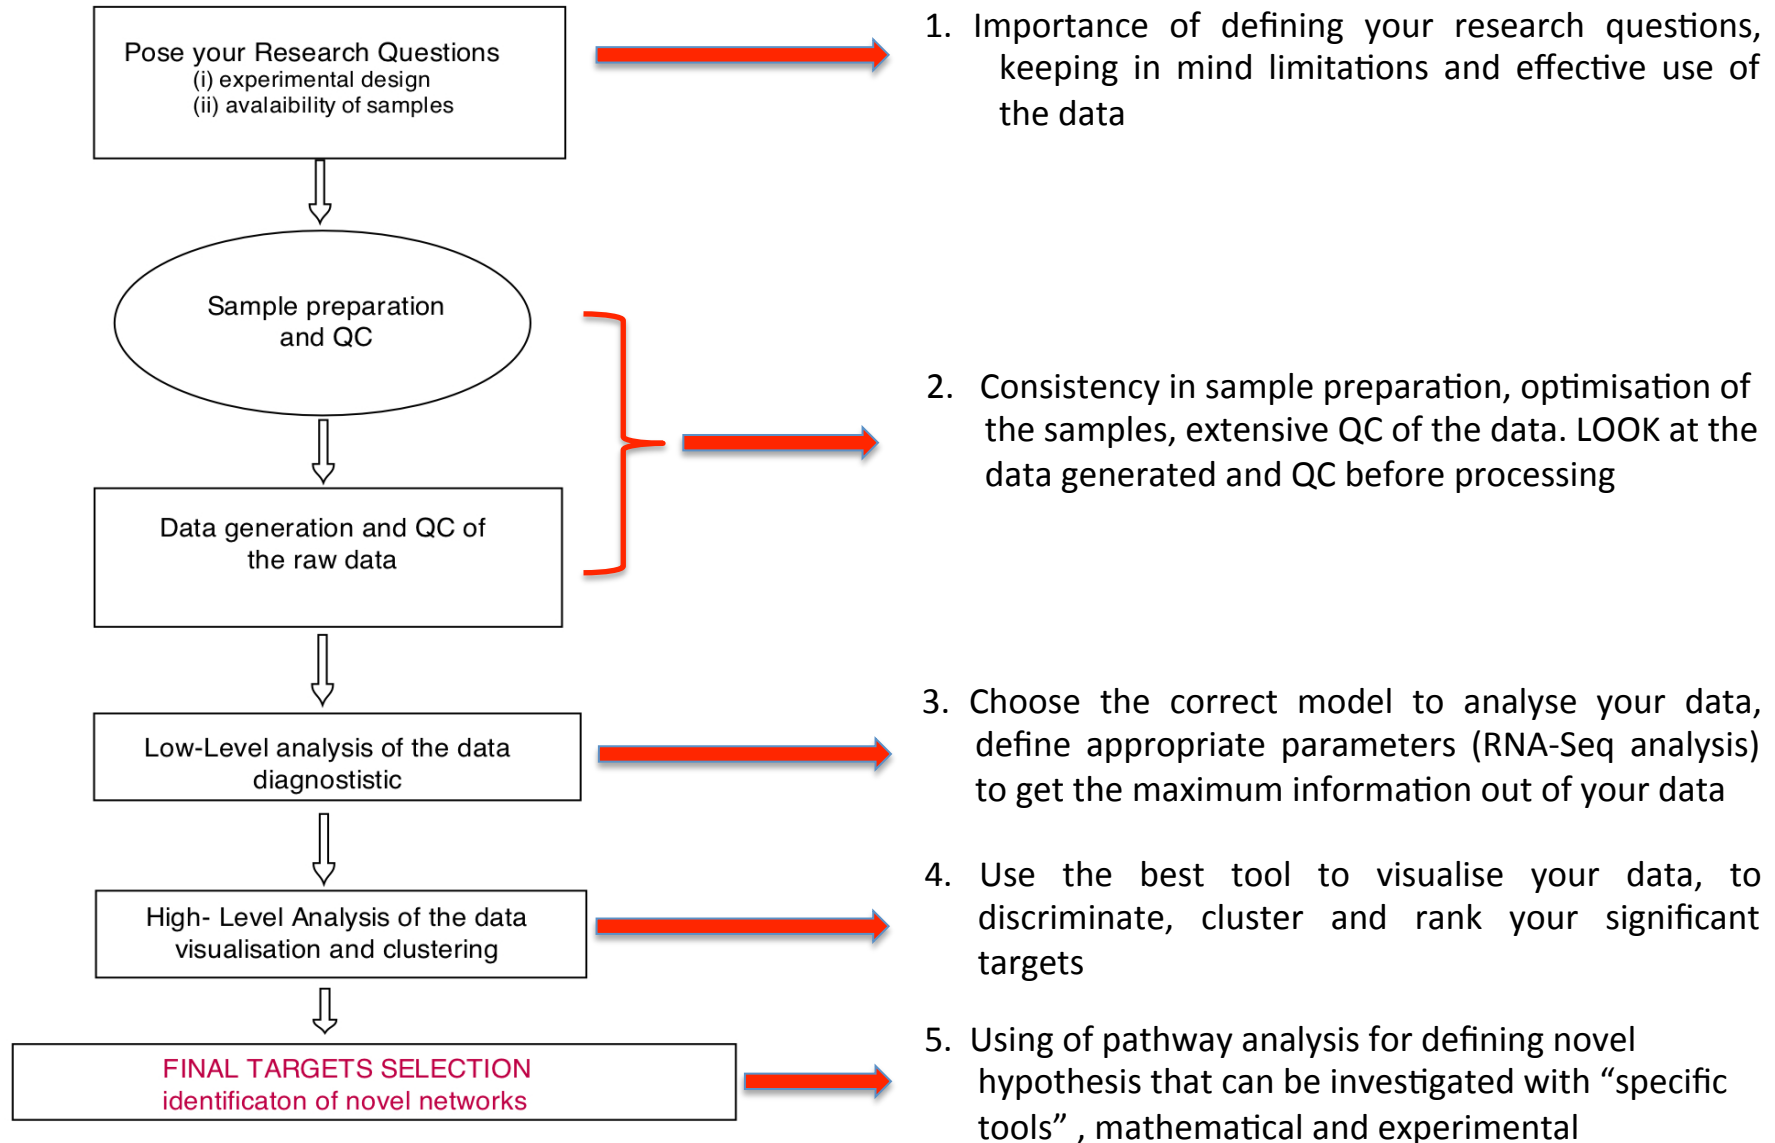 Pose your Research Questions
(i) experimental design
(ii) avalaibility of samples
1. Importance of defining your research questions,
keeping in mind limitations and effective use of
the data
Sample preparation
and QC
Data generation and QC of
the raw data
2. Consistency in sample preparation, optimisation of
the samples, extensive QC of the data. LOOK at the
data generated and QC before processing
Low-Level analysis of the data
diagnostistic
3. Choose the correct model to analyse your data,
define appropriate parameters (RNA-Seq analysis)
to get the maximum information out of your data
High- Level Analysis of the data
visualisation and clustering
4. Use the best tool to visualise your data, to
discriminate, cluster and rank your significant
targets
FINAL TARGETS SELECTION
identificaton of novel networks
5. Using of pathway analysis for defining novel
hypothesis that can be investigated with “specific
tools” , mathematical and experimental